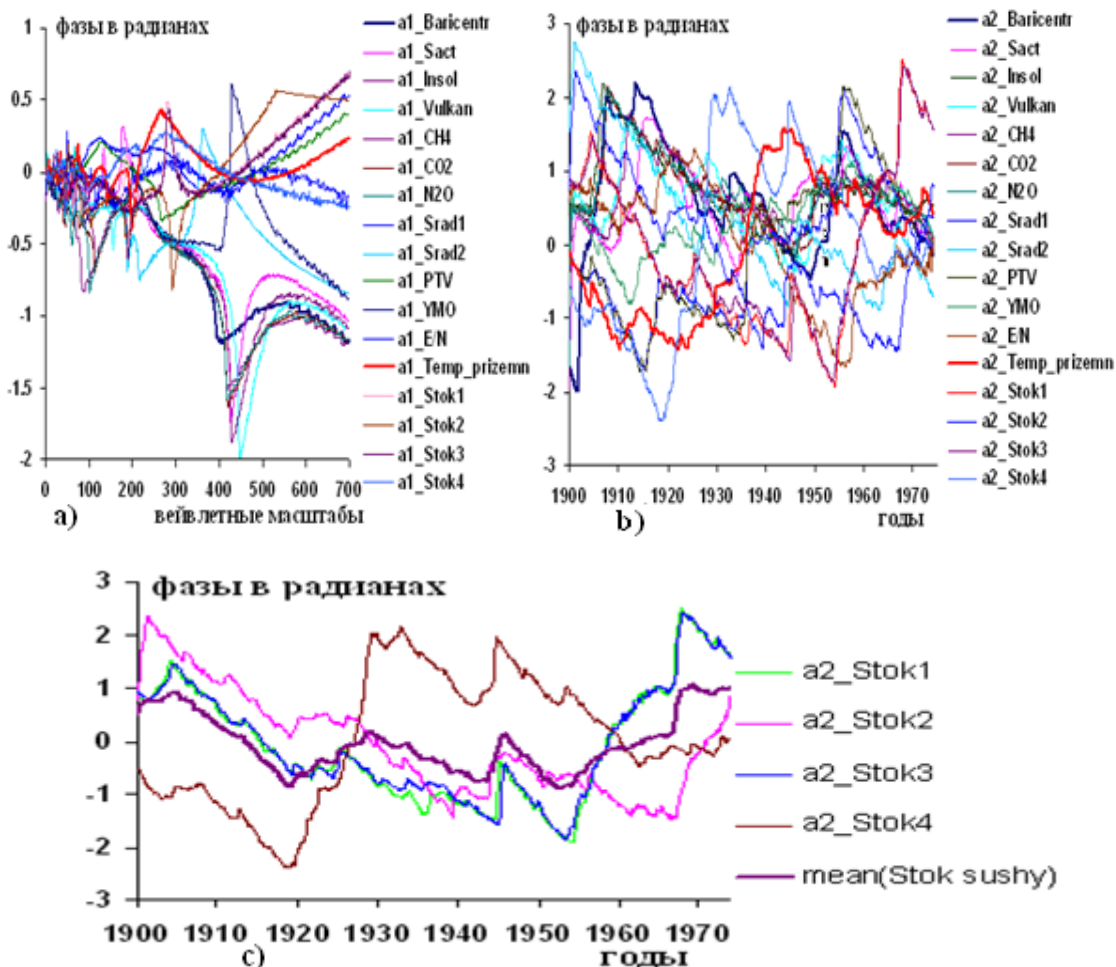 фазы в радианах
1
0.5
0
-0.5
-1
-1.5
-2
0 100 200 300 400 500 600 700
вейвлетные масштабы
a)
a1_Baricentr
a1_Sact
a1_Insol
a1_Vulkan
a1_CH4
a1_CO2
a1_N2O
a1_Srad1
a1_Srad2
a1_PTV
a1_YMO
a1_E/N
a1_Temp_prizemn
a1_Stok1
a1_Stok2
a1_Stok3
a1_Stok4
фазы в радианах
3
2
1
0
-1
-2
-3
1900 1910 1920 1930 1940 1950 1960 1970
годы
b)
a2_Baricentr
a2_Sact
a2_Insol
a2_Vulkan
a2_CH4
a2_CO2
a2_N2O
a2_Srad1
a2_Srad2
a2_PTV
a2_YMO
a2_E/N
a2_Temp_prizemn
a2_Stok1
a2_Stok2
a2_Stok3
a2_Stok4
фазы в радианах
3
2
1
0
-1
-2
-3
1900 1910 1920 1930 1940 1950 1960 1970
c)
годы
a2_Stok1
a2_Stok2
a2_Stok3
a2_Stok4
mean(Stok sushy)